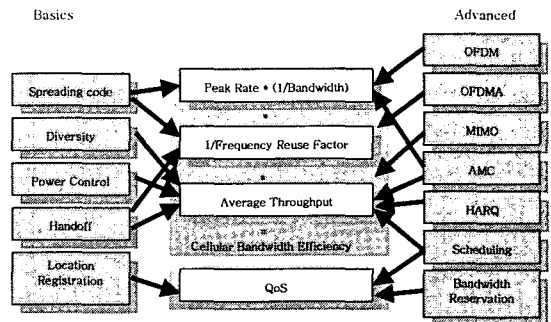 Basics
Advanced
Spreading code
Diversity
Power Control
Handoff
Location
Registration
Peak Rate * (1/Bandwidth)
*
1/Frequency Reuse Factor
*
Average Throughput
=
Cellular Bandwidth Efficiency
QoS
OFDM
OFDMA
MIMO
AMC
HARQ
Scheduling
Bandwidth
Reservation